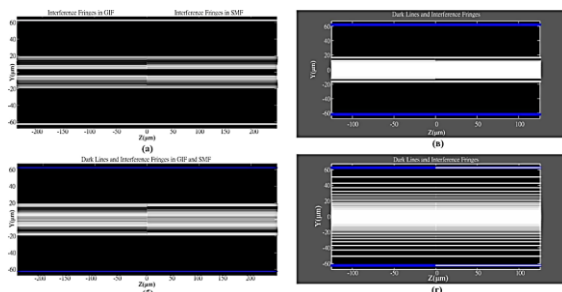 Interference Fringes in GIF Interference Fringes in SMF
60
40
20
0
-20
-40
-60
Y(μm)
-200 -150 -100 -50 0 50 100 150 200
Z(μm)
(а)
Dark Lines and Interference Fringes
60
40
20
0
-20
-40
-60
Y(μm)
-100 -50 0 50 100
Z(μm)
(в)
Dark Lines and Interference Fringes in GIF and SMF
60
40
20
0
-20
-40
-60
Y(μm)
-200 -150 -100 -50 0 50 100 150 200
Z(μm)
Dark Lines and Interference Fringes
60
40
20
0
-20
-40
-60
Y(μm)
-100 -50 0 50 100
Z(μm)
(г)